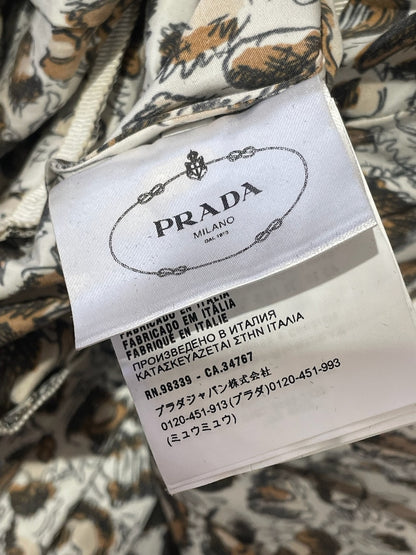 PRADA
MILANO
DAL 1913
FABRICADO EN ITALIA
FABRICADO EM ITALIA
FABRIQUÉ EN ITALIE
ПРОИЗВЕДЕНО В ИТАЛИЯ
ΚΑΤΑΣΚΕΥΑΖΕΤΑΙ ΣΤΗΝ ΙΤΑΛΙΑ
RN.98339 - CA.34767
プラダジャパン株式会社
0120-451-913(プラダ)0120-451-993
(ミュウミュウ)